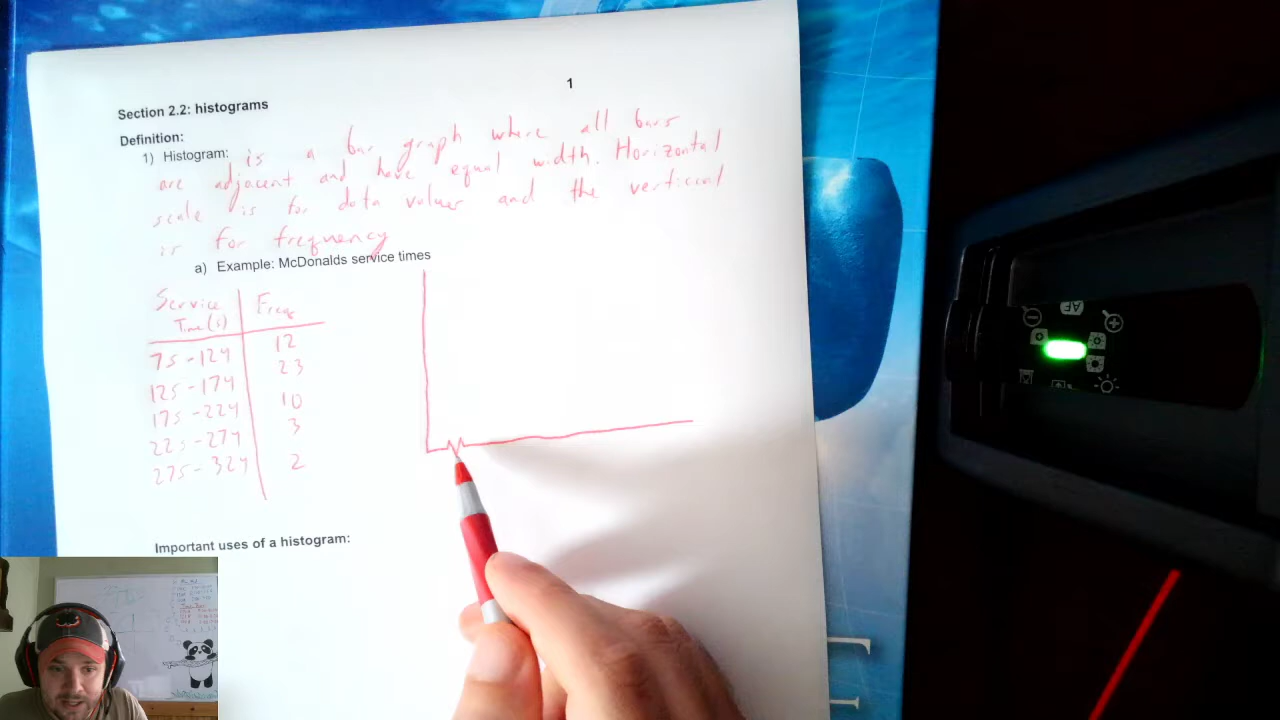 1
Section 2.2: histograms
Definition:
1) Histogram: is a bar graph where all bars
are adjacent and have equal width. Horizontal
scale is for data values and the verticial
is for frequency
a) Example: McDonalds service times
Service Time(s) Freq
75-124 12
125-174 23
175-224 10
225-274 3
275-324 2
Important uses of a histogram:
AF